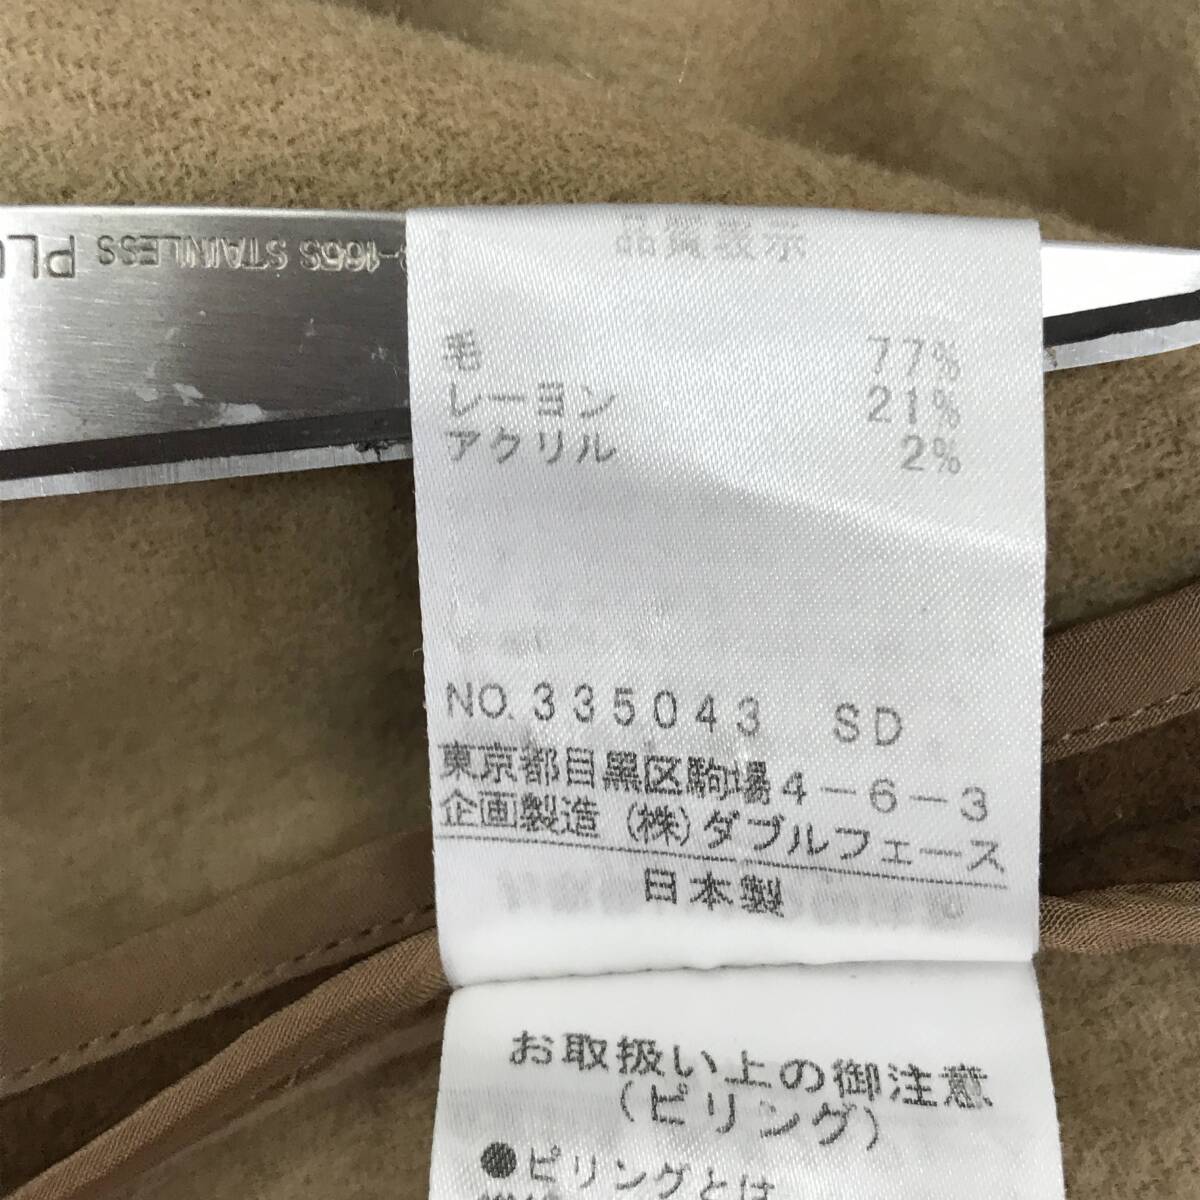 -165S STAINLESS PL
品質表示
毛 77%
レーヨン 21%
アクリル 2%
NO.335043 SD
東京都目黒区駒場4-6-3
企画製造 (株)ダブルフェース
日本製
お取扱い上の御注意
(ピリング)
●ピリングとは